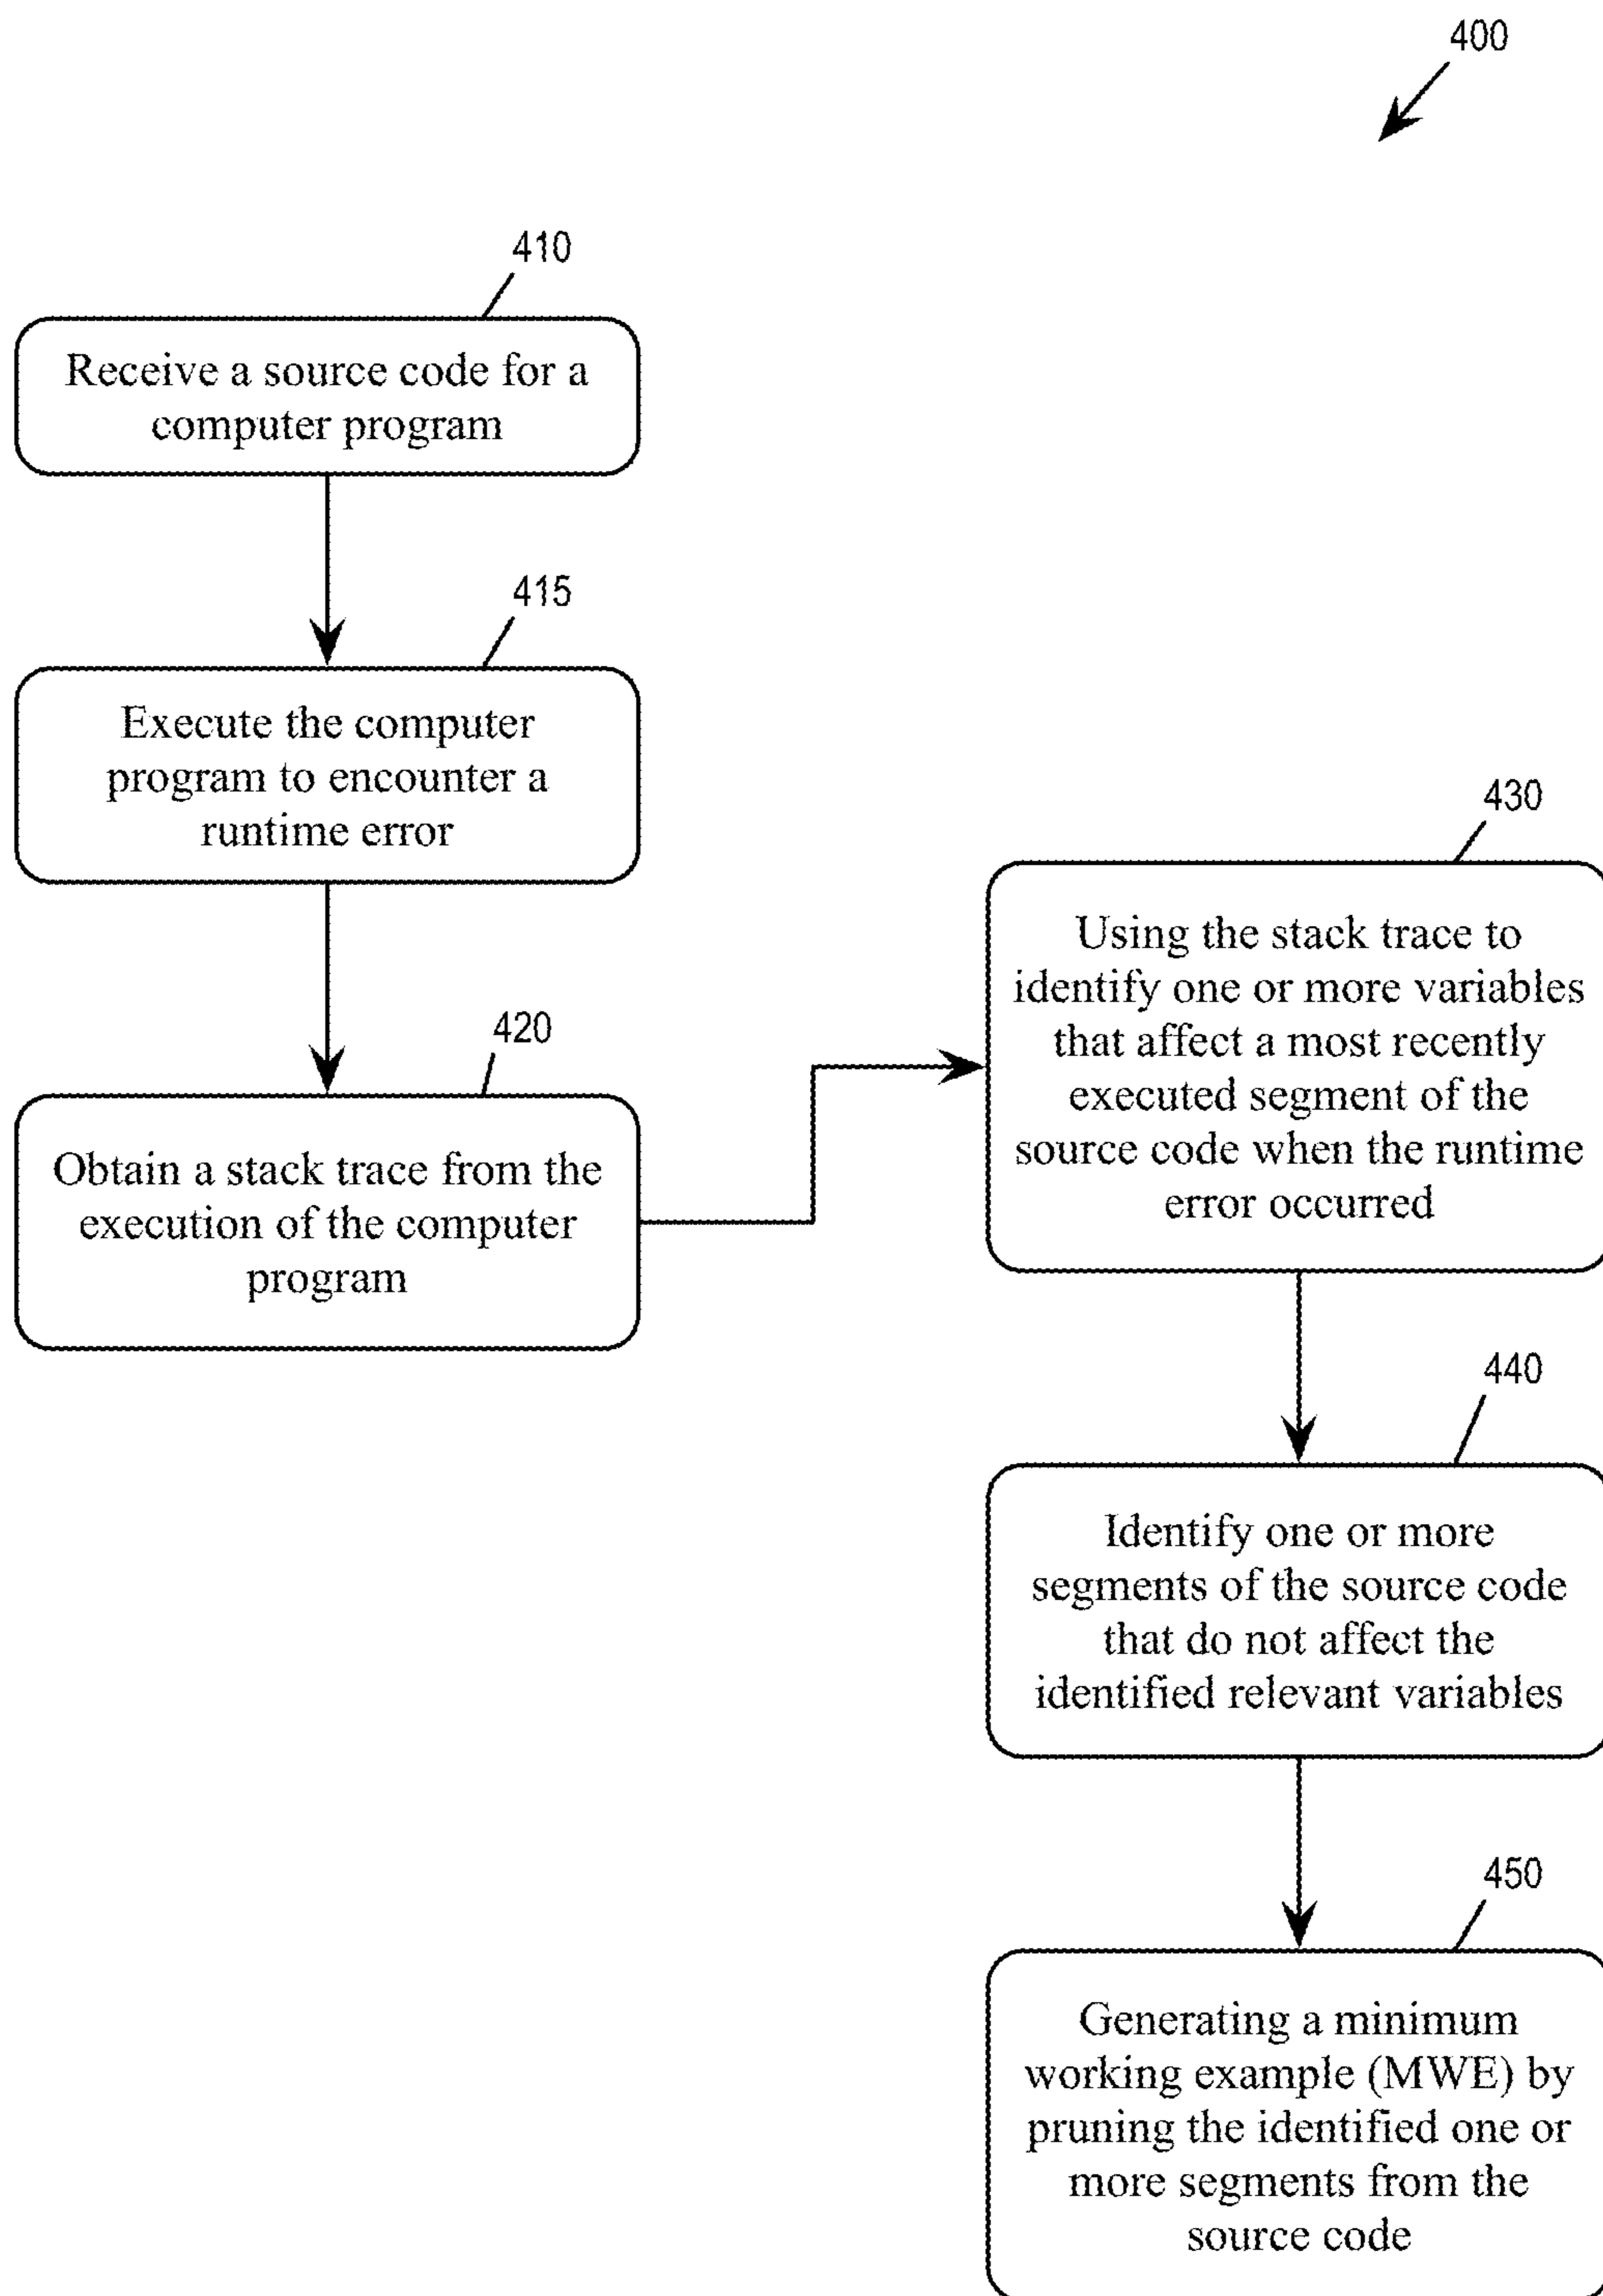 400
410
Receive a source code for a
computer program
415
Execute the computer
program to encounter a
runtime error
420
Obtain a stack trace from the
execution of the computer
program
430
Using the stack trace to
identify one or more variables
that affect a most recently
executed segment of the
source code when the runtime
error occurred
440
Identify one or more
segments of the source code
that do not affect the
identified relevant variables
450
Generating a minimum
working example (MWE) by
pruning the identified one or
more segments from the
source code